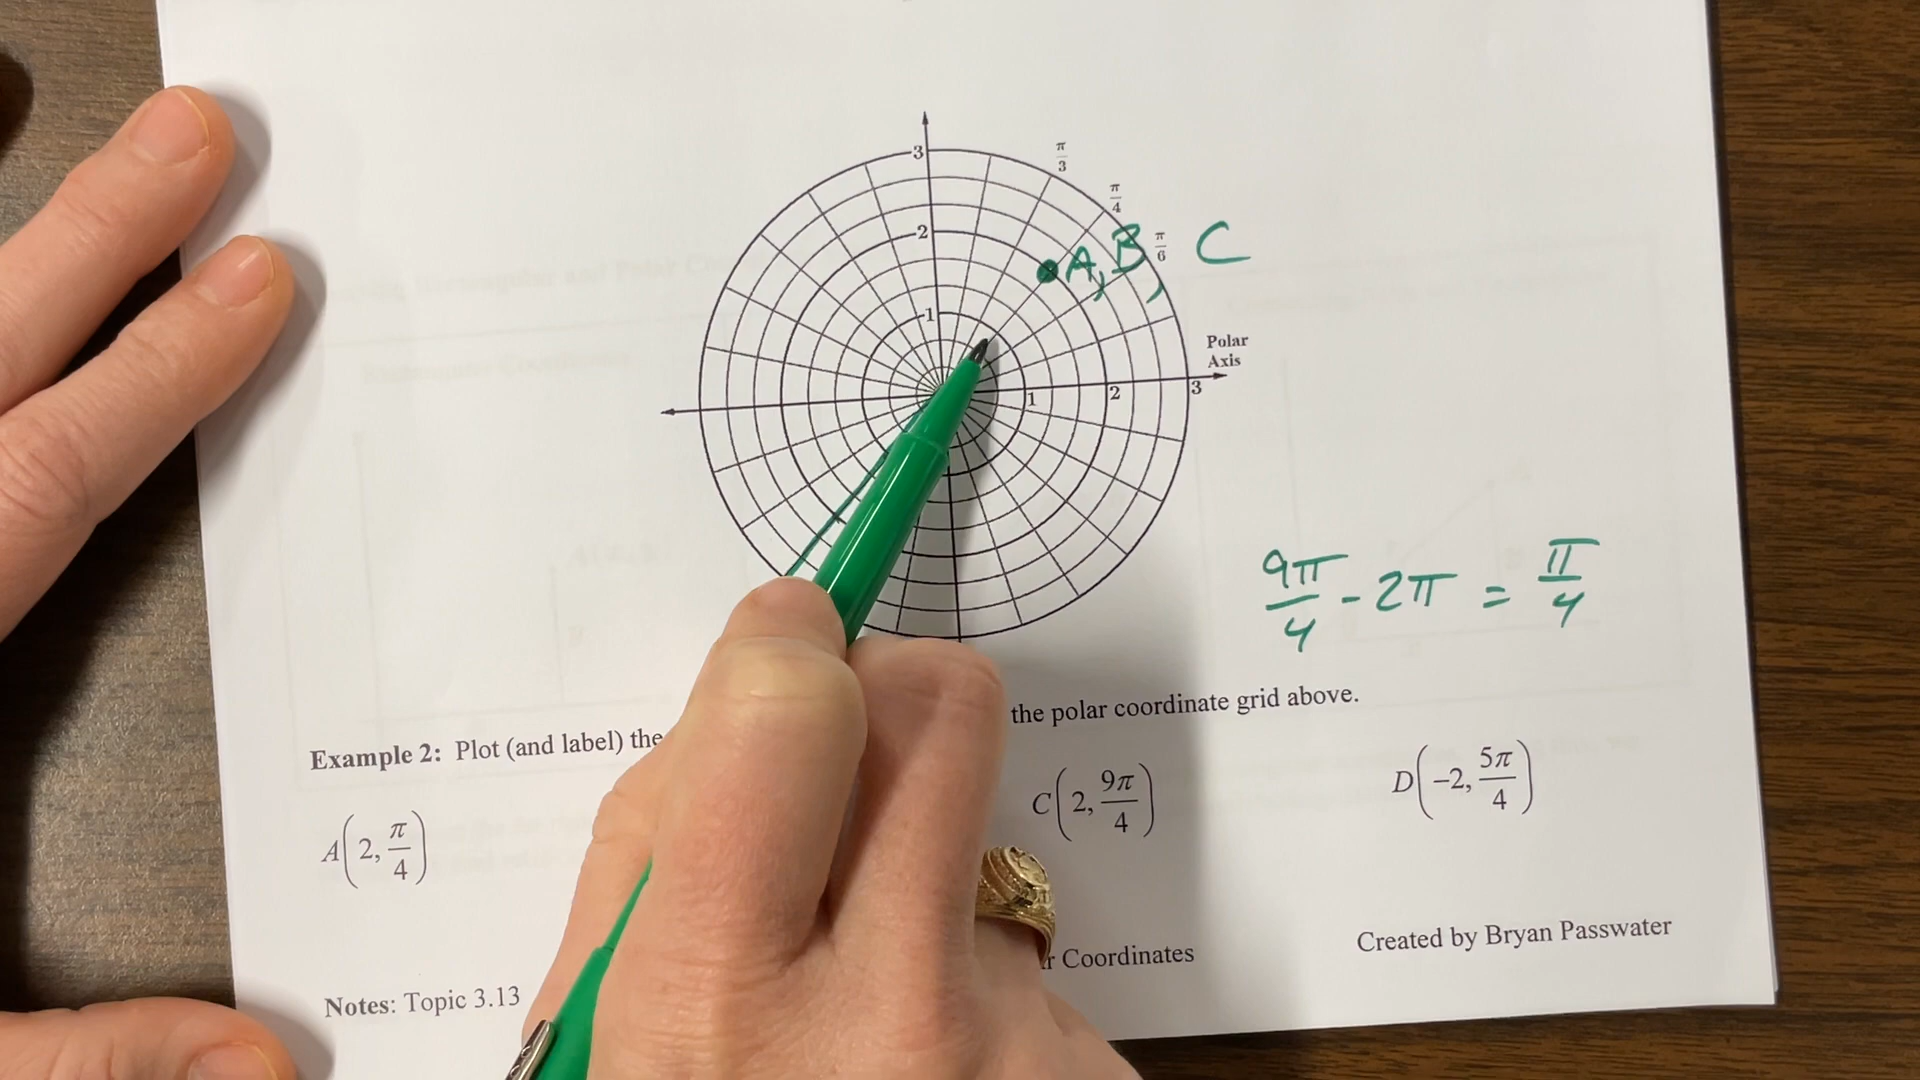 3
π/3
π/4
2
A, B, C
π/6
1
Polar
Axis
1 2 3
9π/4 - 2π = π/4
Example 2: Plot (and label) the
the polar coordinate grid above.
A(2, π/4)
C(2, 9π/4)
D(−2, 5π/4)
Notes: Topic 3.13
r Coordinates
Created by Bryan Passwater